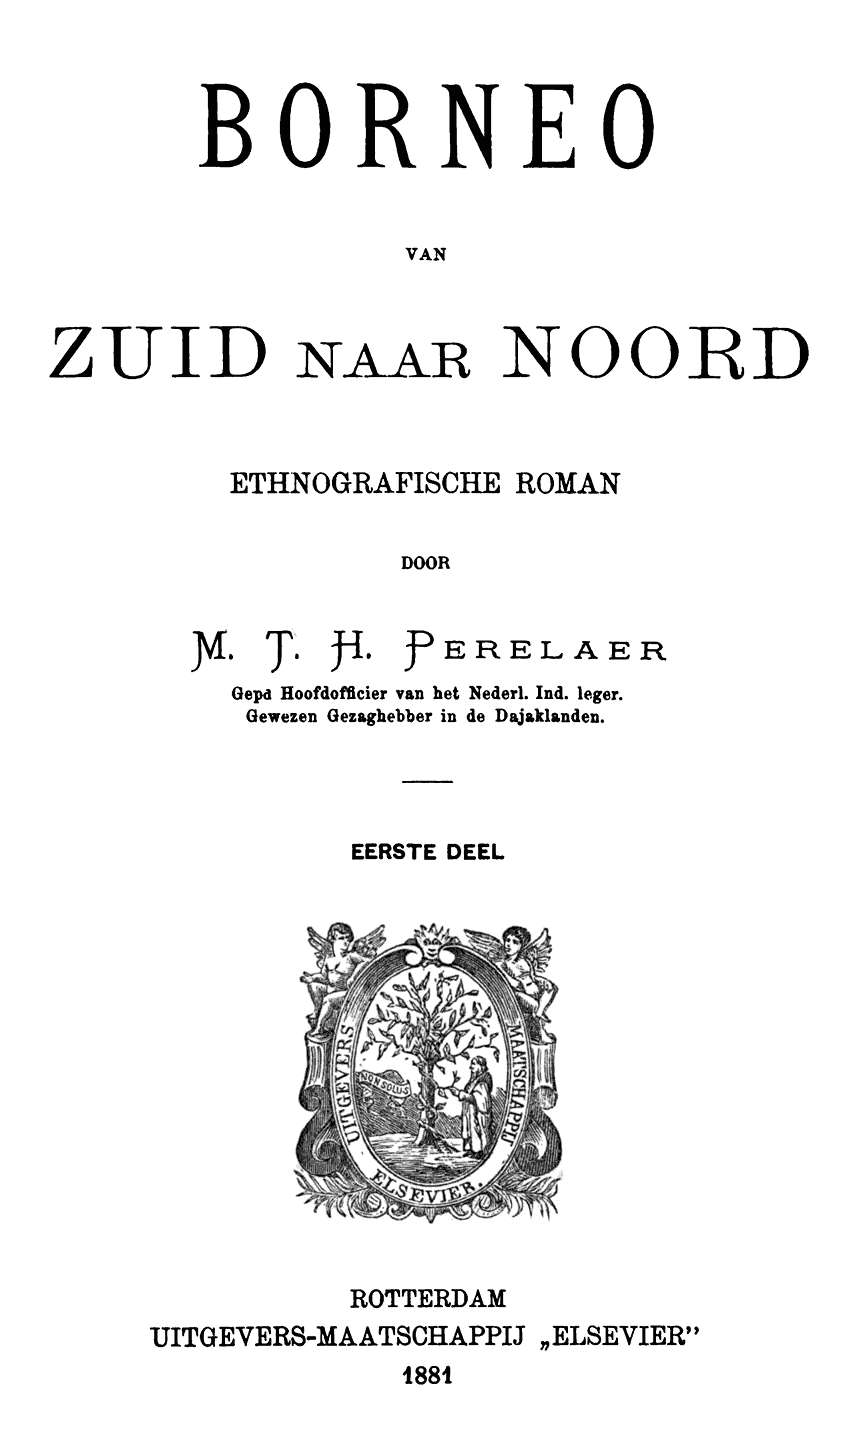 BORNEO
VAN
ZUID NAAR NOORD
ETHNOGRAFISCHE ROMAN
DOOR
M. T. H. PERELAER
Gepd Hoofdofficier van het Nederl. Ind. leger.
Gewezen Gezaghebber in de Dajaklanden.
EERSTE DEEL
NON SOLUS
UITGEVERS
MAATSCHAPPIJ
ELSEVIER.
ROTTERDAM
UITGEVERS-MAATSCHAPPIJ „ELSEVIER”
1881